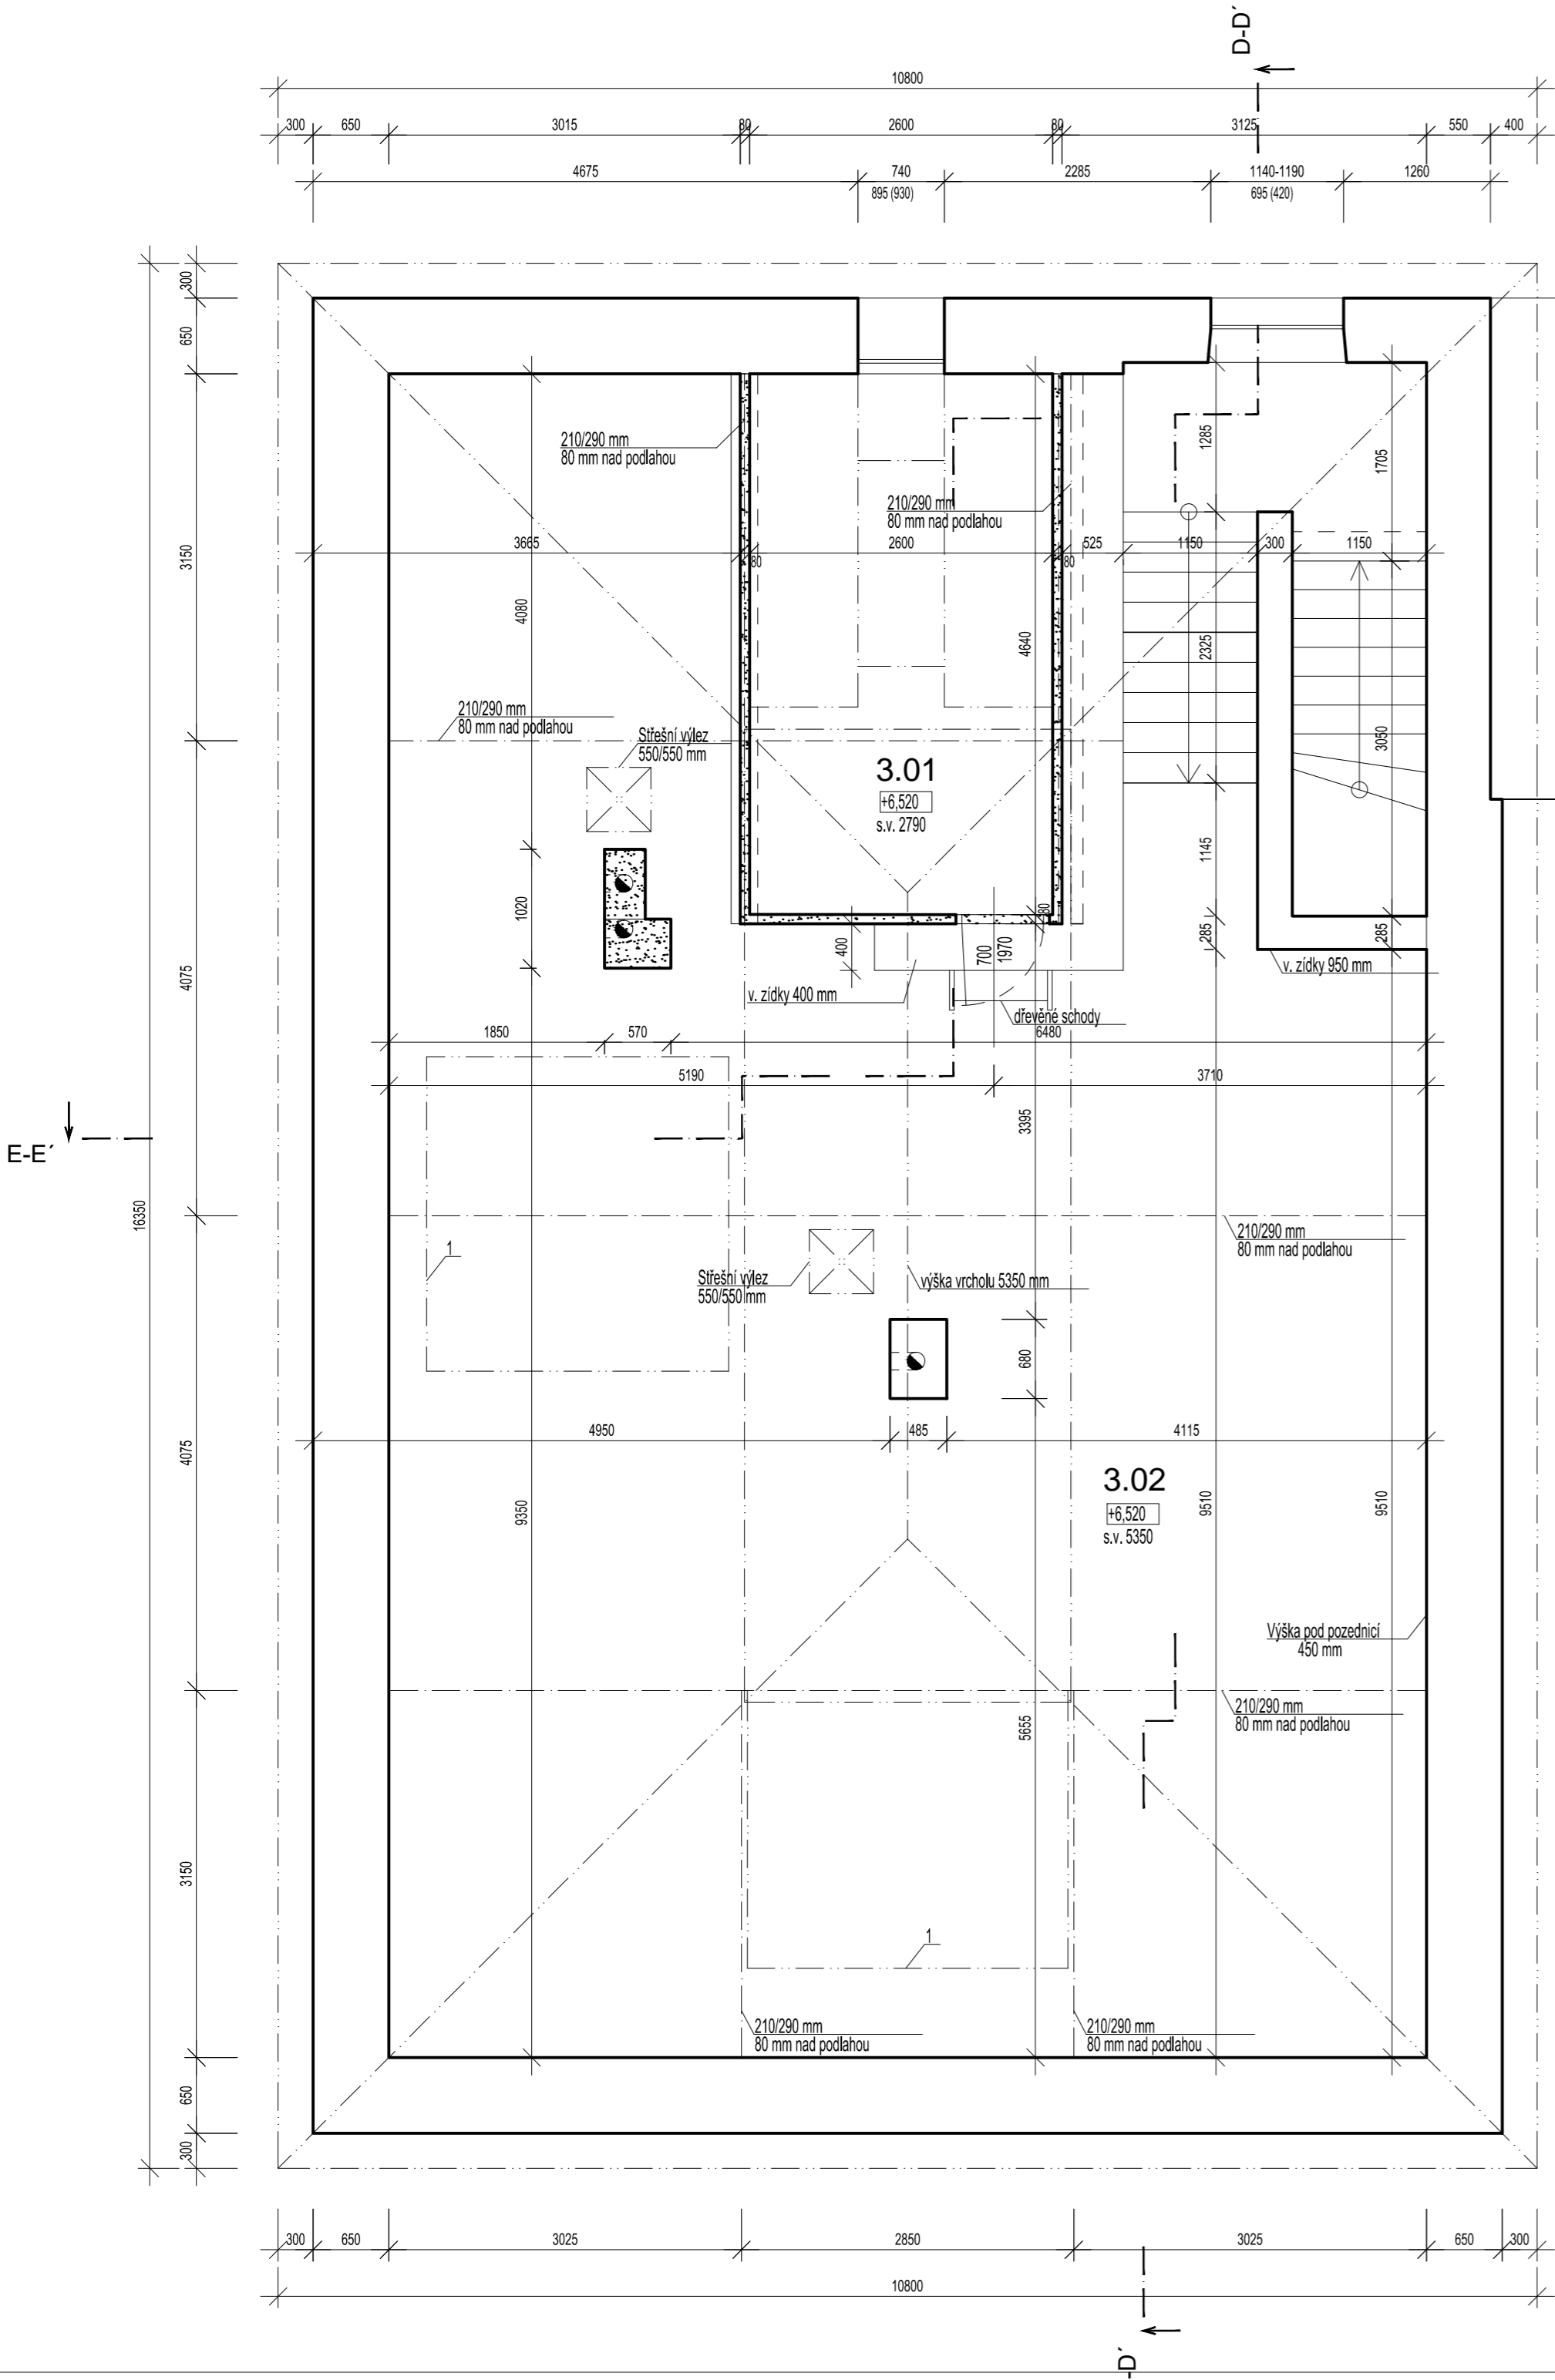 D-D´
10800
300 650 3015 80 2600 80 3125 550 400
4675 740 2285 1140-1190 1260
895 (930) 695 (420)
300
650
3150
4075
4075
3150
650
300
16350
210/290 mm
80 mm nad podlahou
210/290 mm
80 mm nad podlahou
1285
1705
3665 80 2600 80 525 1150 300 1150
4080
4640
2325
3050
210/290 mm
80 mm nad podlahou
Střešní výlez
550/550 mm
3.01
+6,520
s.v. 2790
1145
1020
80
400
700
1970
285
285
v. zídky 400 mm
v. zídky 950 mm
dřevěné schody
1850 570 6480
5190 3710
3395
E-E´
1
210/290 mm
80 mm nad podlahou
Střešní výlez
550/550 mm
výška vrcholu 5350 mm
680
4950 485 4115
3.02
+6,520
s.v. 5350
9350
9510
9510
Výška pod pozednicí
450 mm
210/290 mm
80 mm nad podlahou
5655
1
210/290 mm
80 mm nad podlahou
210/290 mm
80 mm nad podlahou
300 650 3025 2850 3025 650 300
10800
-D´